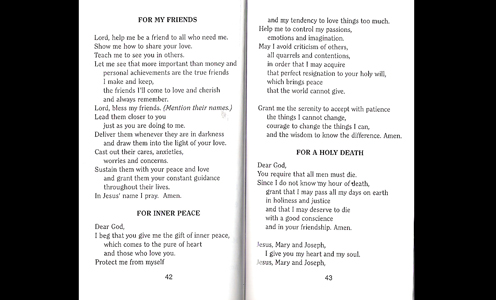 FOR MY FRIENDS
Lord, help me be a friend to all who need me.
Show me how to share your love.
Teach me to see you in others.
Let me see that more important than money and
personal achievements are the true friends
I make and keep,
the friends I'll come to love and cherish
and always remember.
Lord, bless my friends. (Mention their names.)
Lead them closer to you
just as you are doing to me.
Deliver them whenever they are in darkness
and draw them into the light of your love.
Cast out their cares, anxieties,
worries and concerns.
Sustain them with your peace and love
and grant them your constant guidance
throughout their lives.
In Jesus' name I pray. Amen.
FOR INNER PEACE
Dear God,
I beg that you give me the gift of inner peace,
which comes to the pure of heart
and those who love you.
Protect me from myself
42
and my tendency to love things too much.
Help me to control my passions,
emotions and imagination.
May I avoid criticism of others,
all quarrels and contentions,
in order that I may acquire
that perfect resignation to your holy will,
which brings peace
that the world cannot give.
Grant me the serenity to accept with patience
the things I cannot change,
courage to change the things I can,
and the wisdom to know the difference. Amen.
FOR A HOLY DEATH
Dear God,
You require that all men must die.
Since I do not know my hour of death,
grant that I may pass all my days on earth
in holiness and justice
and that I may deserve to die
with a good conscience
and in your friendship. Amen.
Jesus, Mary and Joseph,
I give you my heart and my soul.
Jesus, Mary and Joseph,
43